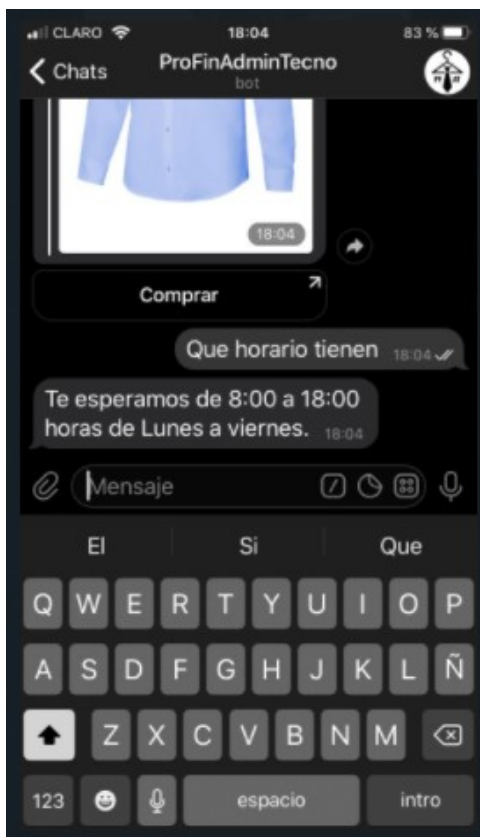 CLARO 18:04 83 %
Chats ProFinAdminTecno
bot
18:04
Comprar
Que horario tienen 18:04
Te esperamos de 8:00 a 18:00
horas de Lunes a viernes. 18:04
Mensaje
El Si Que
Q W E R T Y U I O P
A S D F G H J K L Ñ
Z X C V B N M
123 espacio intro